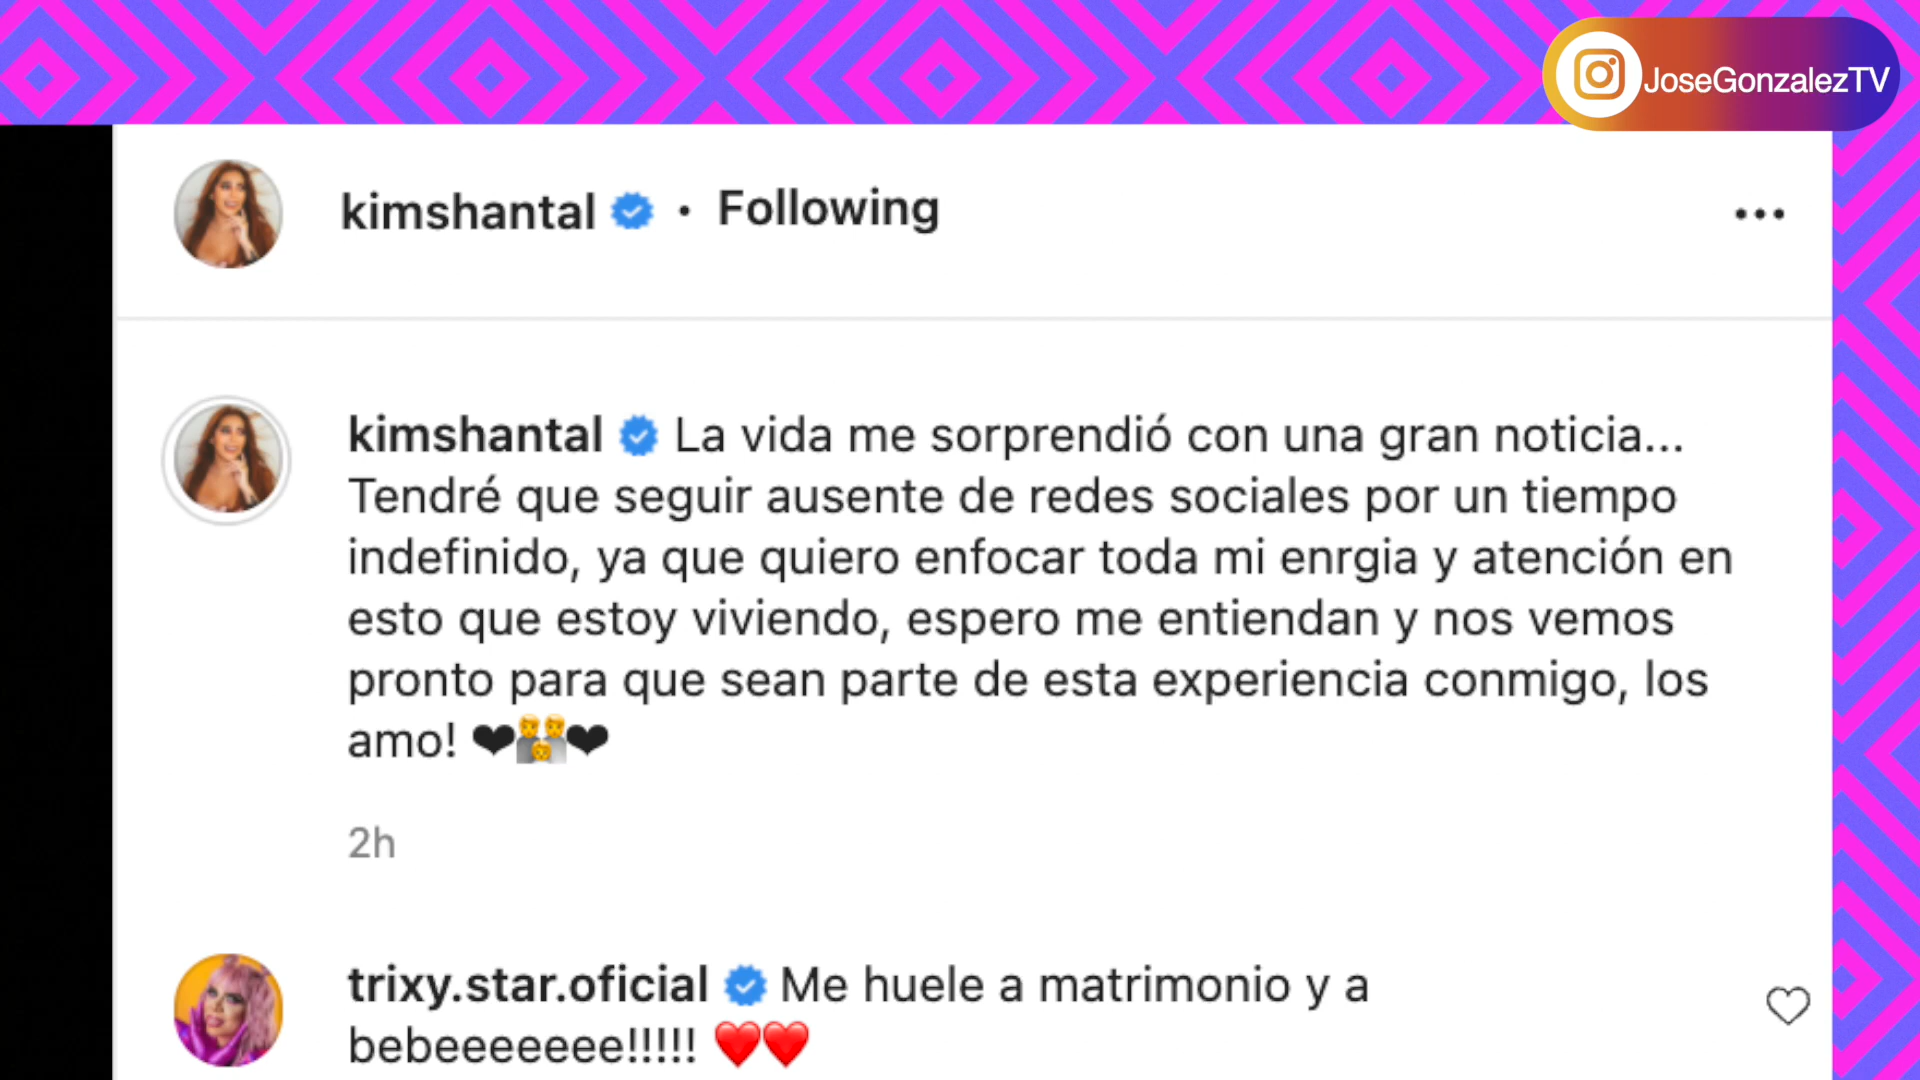 JoseGonzalezTV
kimshantal • Following
kimshantal La vida me sorprendió con una gran noticia...
Tendré que seguir ausente de redes sociales por un tiempo
indefinido, ya que quiero enfocar toda mi enrgia y atención en
esto que estoy viviendo, espero me entiendan y nos vemos
pronto para que sean parte de esta experiencia conmigo, los
amo! ❤👨‍👨‍👦❤
2h
trixy.star.oficial Me huele a matrimonio y a
bebeeeeeee!!!!! ❤️❤️